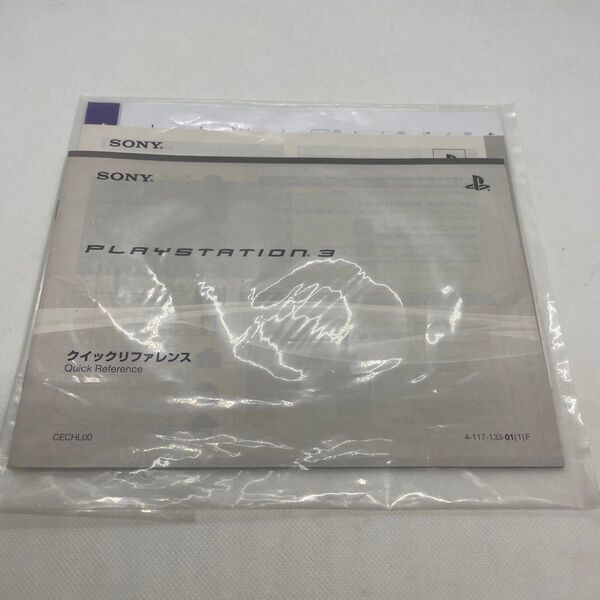 SONY.
SONY.
PLAYSTATION 3
クイックリファレンス
Quick Reference
CECHL00
4-117-133-01(1)F